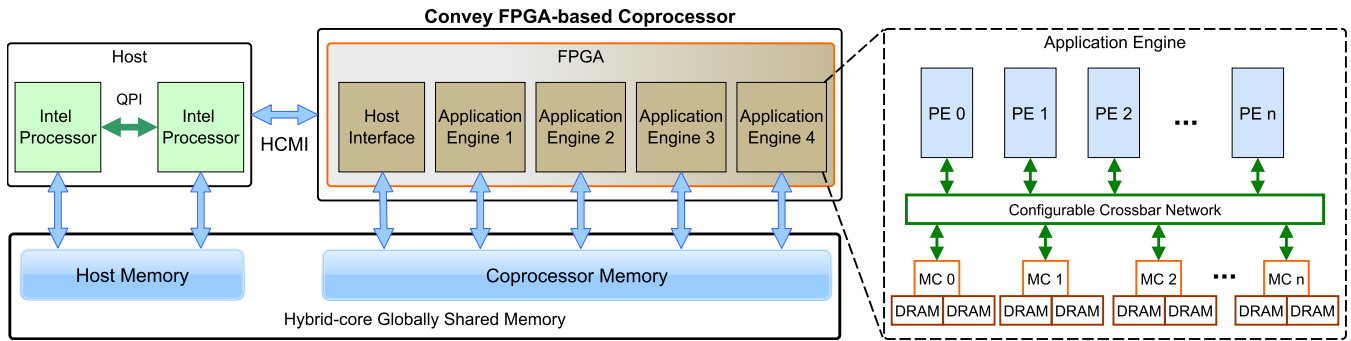 Convey FPGA-based Coprocessor
Host
Intel
Processor
QPI
Intel
Processor
HCMI
FPGA
Host
Interface
Application
Engine 1
Application
Engine 2
Application
Engine 3
Application
Engine 4
Host Memory
Coprocessor Memory
Hybrid-core Globally Shared Memory
Application Engine
PE 0
PE 1
PE 2
...
PE n
Configurable Crossbar Network
MC 0
MC 1
MC 2
...
MC n
DRAM DRAM
DRAM DRAM
DRAM DRAM
DRAM DRAM